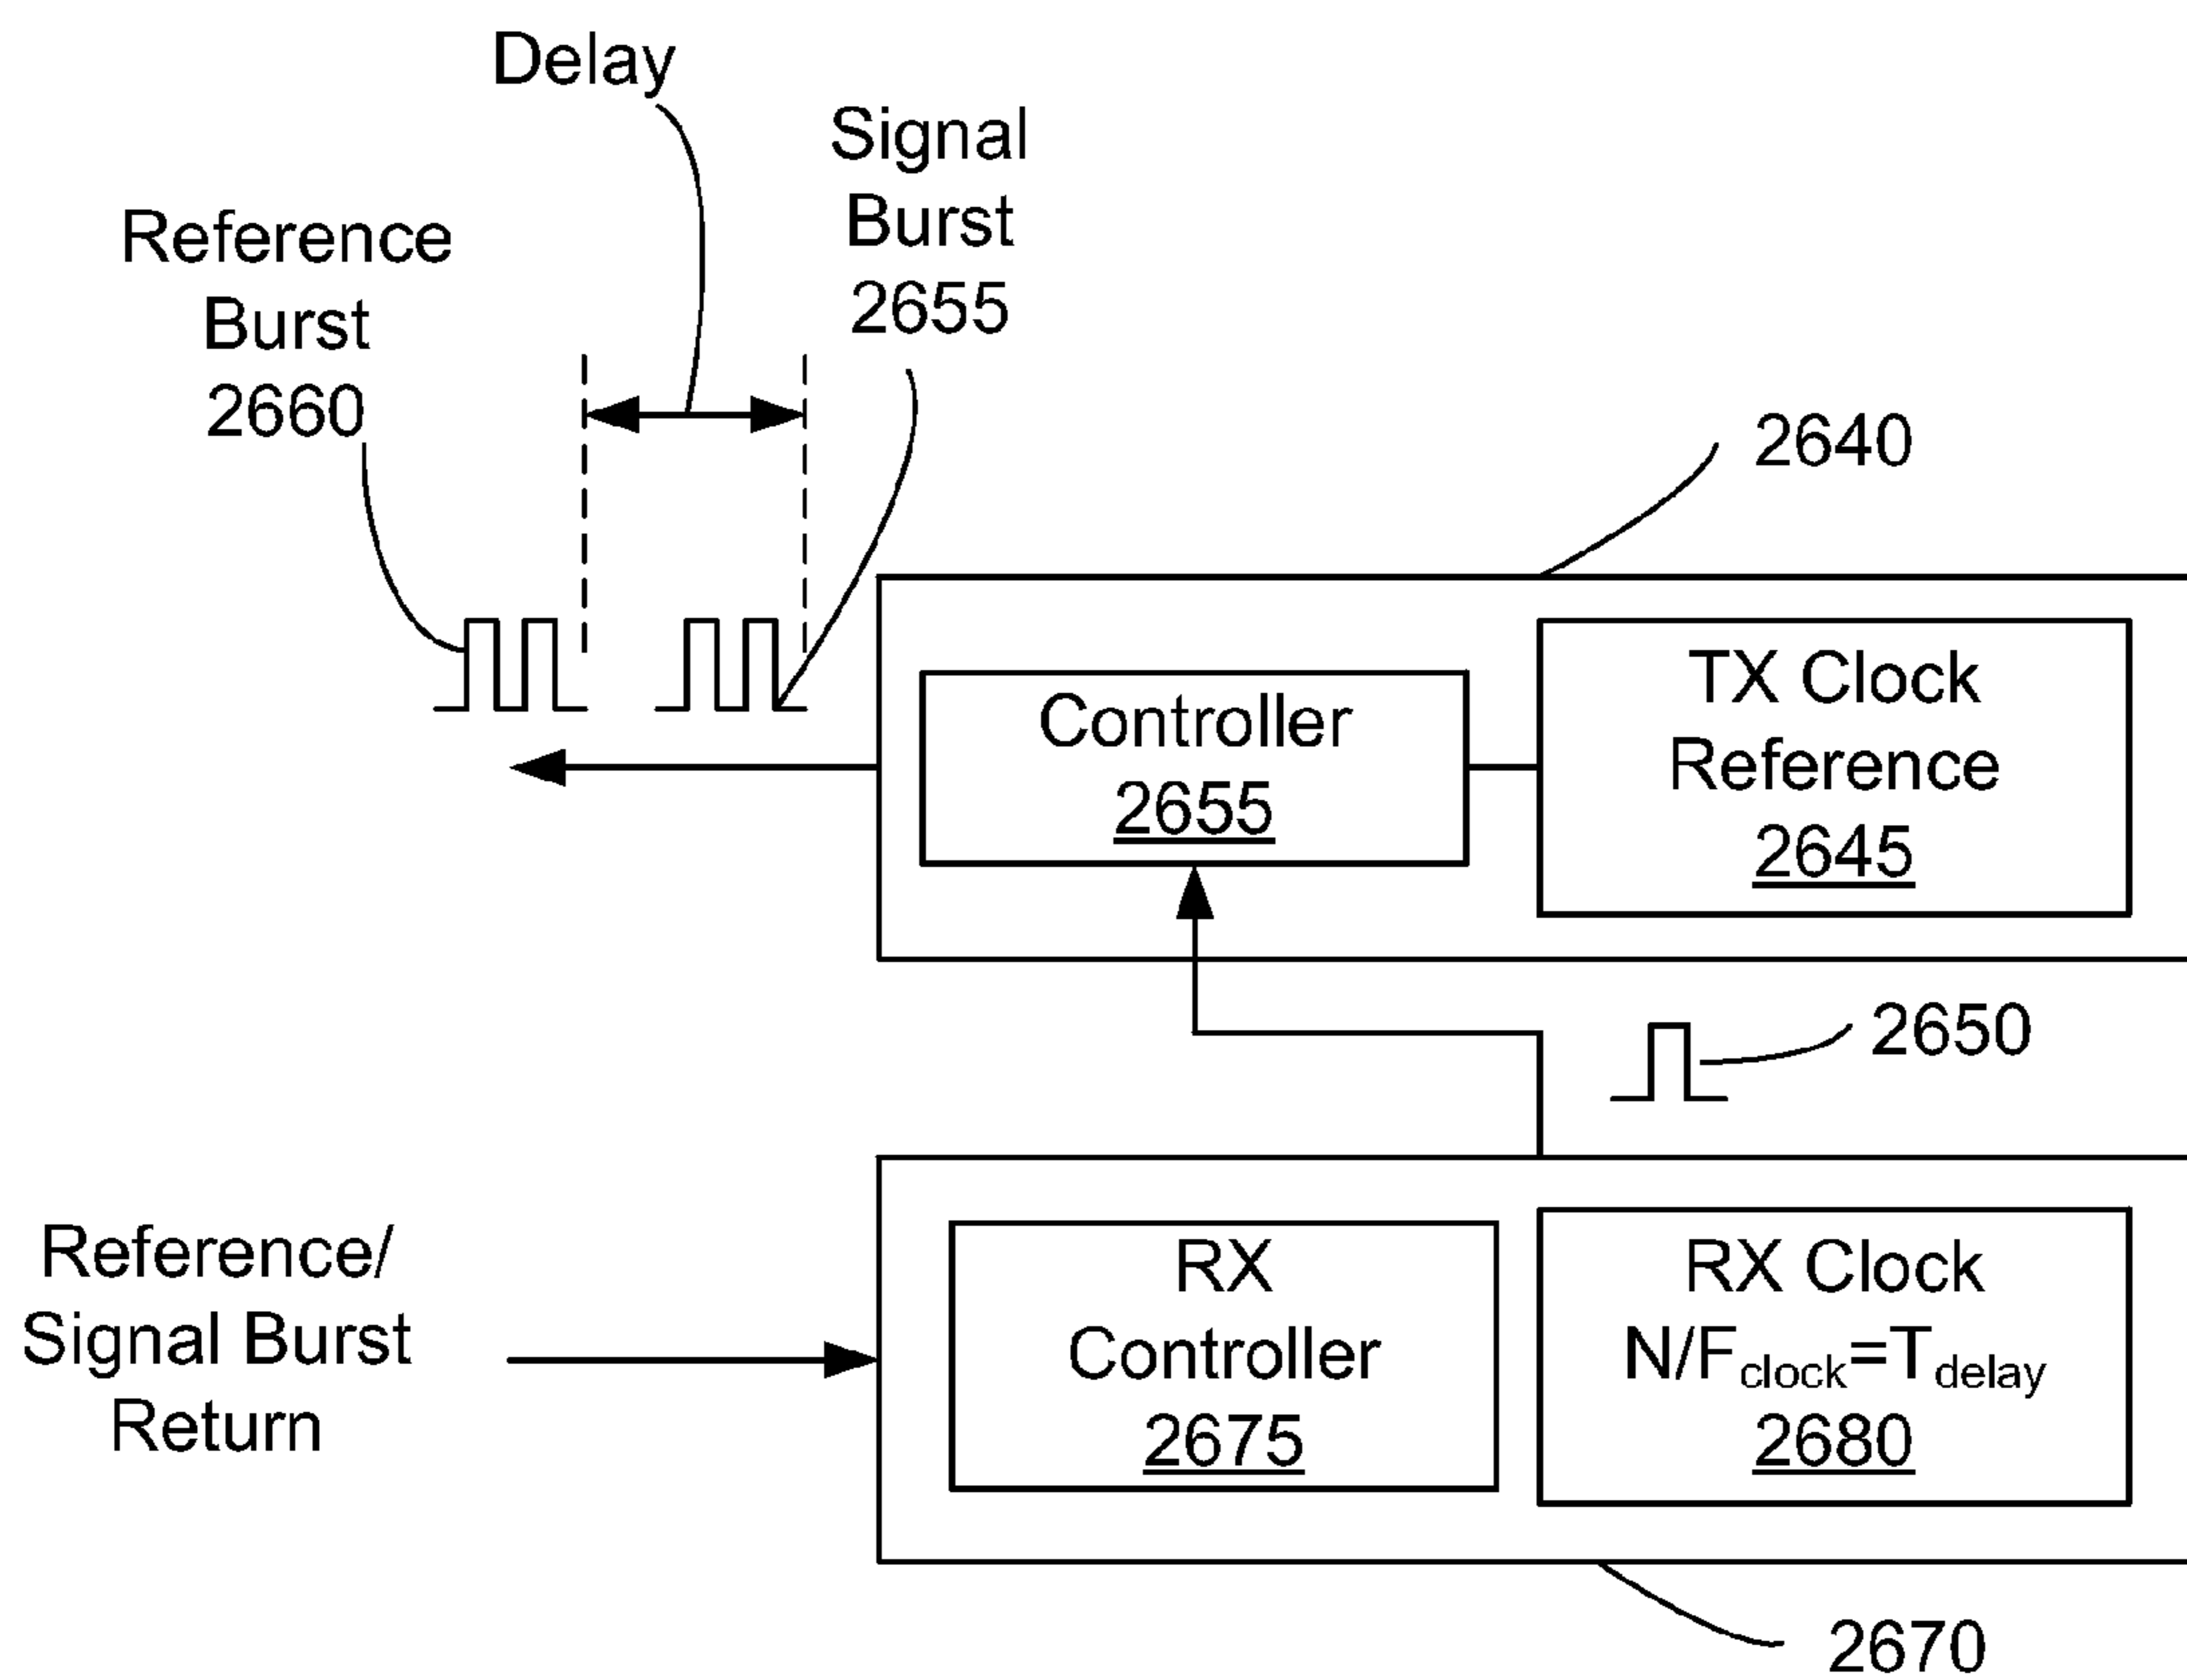 Delay
Signal
Burst
2655
Reference
Burst
2660
2640
Controller
2655
TX Clock
Reference
2645
2650
Reference/
Signal Burst
Return
RX
Controller
2675
RX Clock
N/Fclock=Tdelay
2680
2670